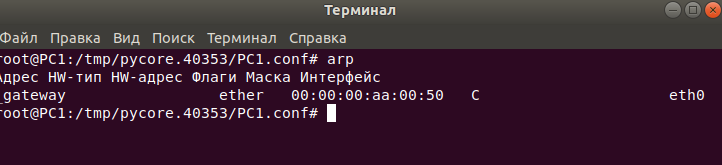 Терминал
Файл Правка Вид Поиск Терминал Справка
root@PC1:/tmp/pycore.40353/PC1.conf# arp
Адрес HW-тип HW-адрес Флаги Маска Интерфейс
_gateway ether 00:00:00:aa:00:50 C eth0
root@PC1:/tmp/pycore.40353/PC1.conf#